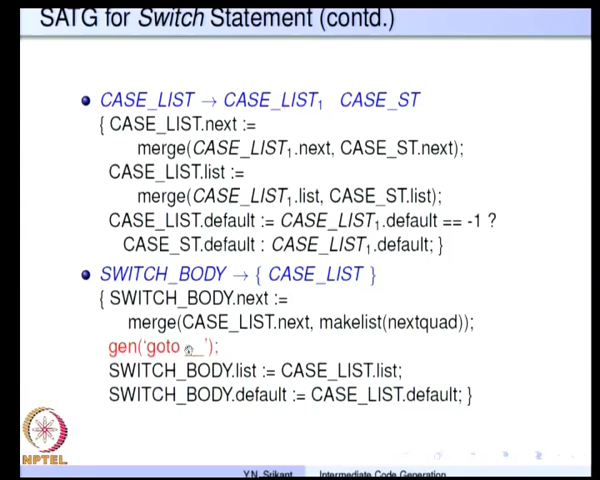 SATG for Switch Statement (contd.)
CASE_LIST → CASE_LIST₁ CASE_ST
{ CASE_LIST.next :=
merge(CASE_LIST₁.next, CASE_ST.next);
CASE_LIST.list :=
merge(CASE_LIST₁.list, CASE_ST.list);
CASE_LIST.default := CASE_LIST₁.default == -1 ?
CASE_ST.default : CASE_LIST₁.default; }
SWITCH_BODY → { CASE_LIST }
{ SWITCH_BODY.next :=
merge(CASE_LIST.next, makelist(nextquad));
gen('goto __');
SWITCH_BODY.list := CASE_LIST.list;
SWITCH_BODY.default := CASE_LIST.default; }
NPTEL
Y.N. Srikant Intermediate Code Generation